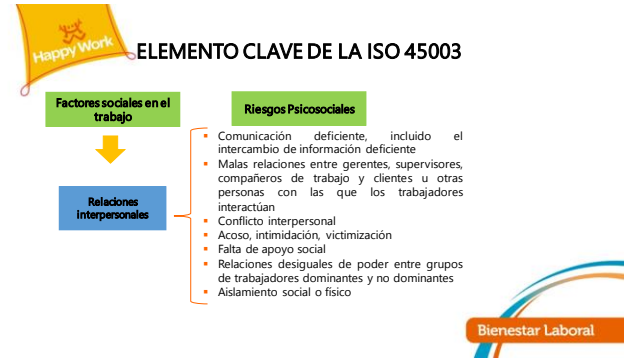 Happy Work
ELEMENTO CLAVE DE LA ISO 45003
Factores sociales en el
trabajo
Riesgos Psicosociales
Relaciones
interpersonales
▪ Comunicación deficiente, incluido el
intercambio de información deficiente
▪ Malas relaciones entre gerentes, supervisores,
compañeros de trabajo y clientes u otras
personas con las que los trabajadores
interactúan
▪ Conflicto interpersonal
▪ Acoso, intimidación, victimización
▪ Falta de apoyo social
▪ Relaciones desiguales de poder entre grupos
de trabajadores dominantes y no dominantes
▪ Aislamiento social o físico
Bienestar Laboral